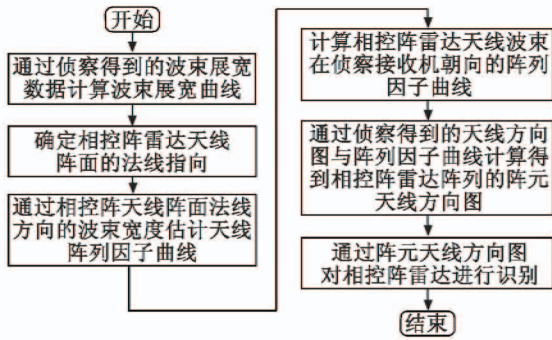 开始
通过侦察得到的波束展宽
数据计算波束展宽曲线
确定相控阵雷达天线
阵面的法线指向
通过相控阵天线阵面法线
方向的波束宽度估计天线
阵列因子曲线
计算相控阵雷达天线波束
在侦察接收机朝向的阵列
因子曲线
通过侦察得到的天线方向
图与阵列因子曲线计算得
到相控阵雷达阵列的阵元
天线方向图
通过阵元天线方向图
对相控阵雷达进行识别
结束